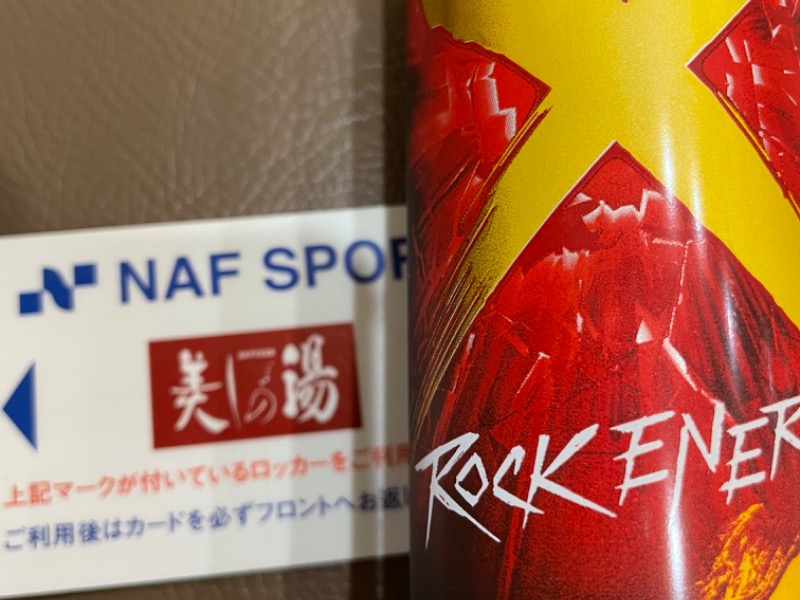 NAF SPOR
美しの湯
上記マークが付いているロッカーをご利用
ご利用後はカードを必ずフロントへお返し
ROCK ENER